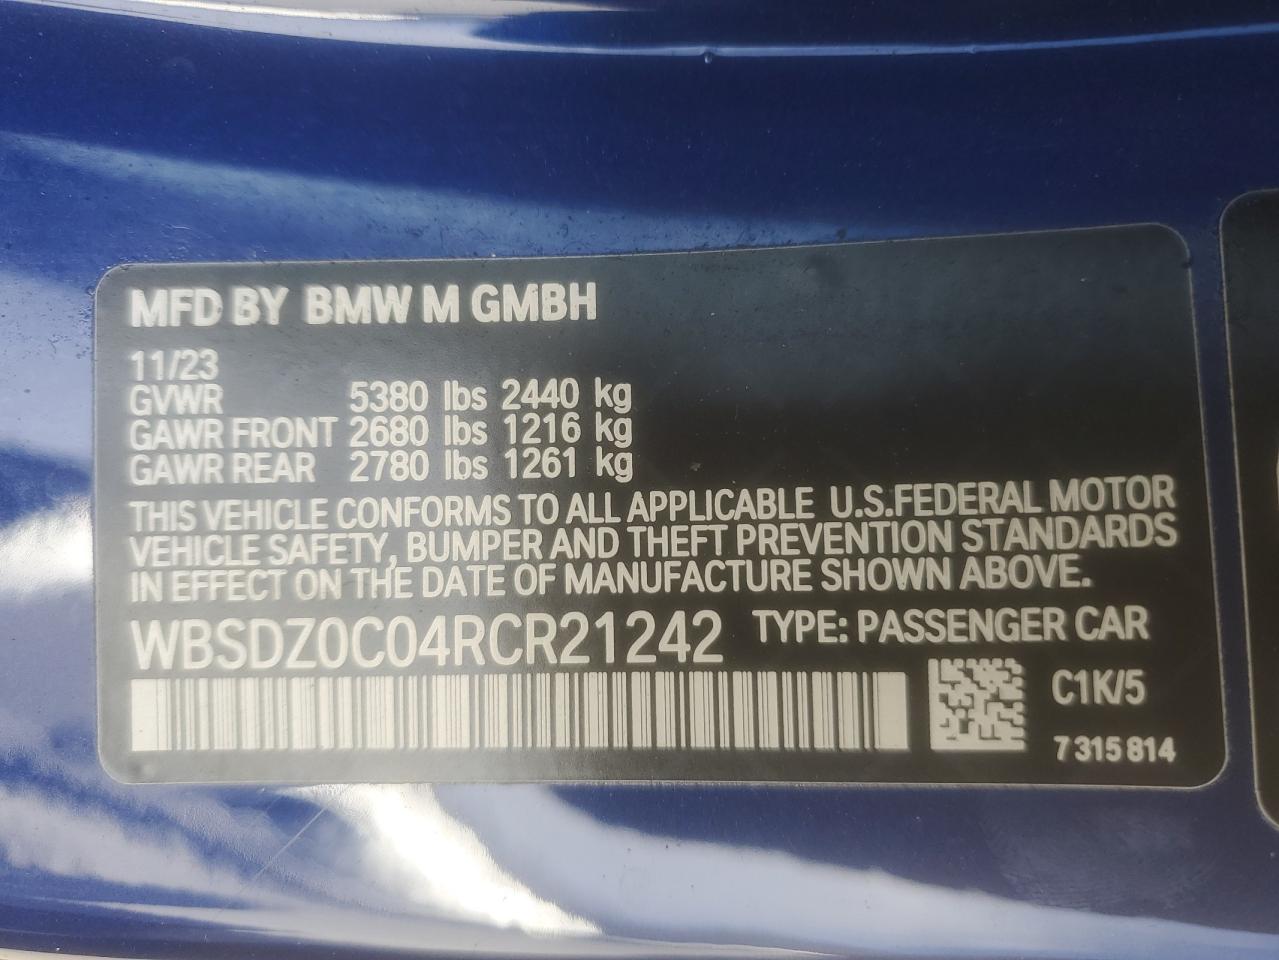 MFD BY BMW M GMBH
11/23
GVWR 5380 lbs 2440 kg
GAWR FRONT 2680 lbs 1216 kg
GAWR REAR 2780 lbs 1261 kg
THIS VEHICLE CONFORMS TO ALL APPLICABLE U.S.FEDERAL MOTOR
VEHICLE SAFETY, BUMPER AND THEFT PREVENTION STANDARDS
IN EFFECT ON THE DATE OF MANUFACTURE SHOWN ABOVE.
WBSDZ0C04RCR21242 TYPE: PASSENGER CAR
C1K/5
7 315 814